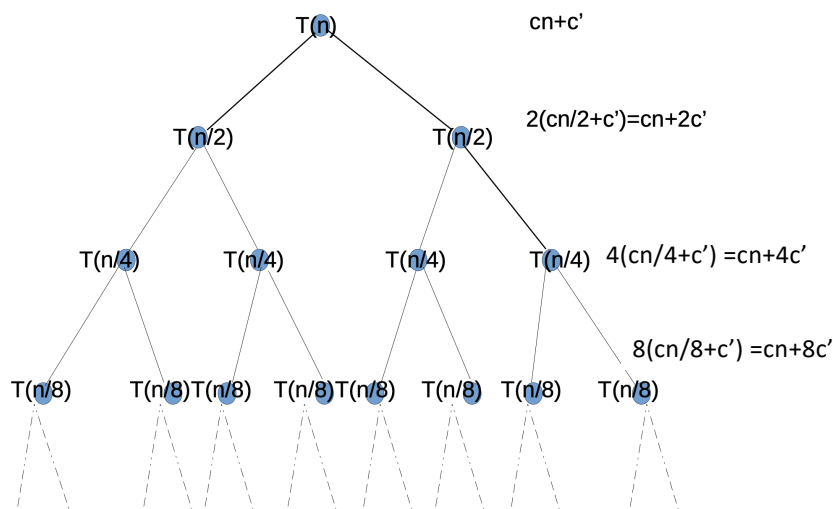 T(n) cn+c’
T(n/2) T(n/2) 2(cn/2+c’)=cn+2c’
T(n/4) T(n/4) T(n/4) T(n/4) 4(cn/4+c’) =cn+4c’
8(cn/8+c’) =cn+8c’
T(n/8) T(n/8) T(n/8) T(n/8) T(n/8) T(n/8) T(n/8) T(n/8)